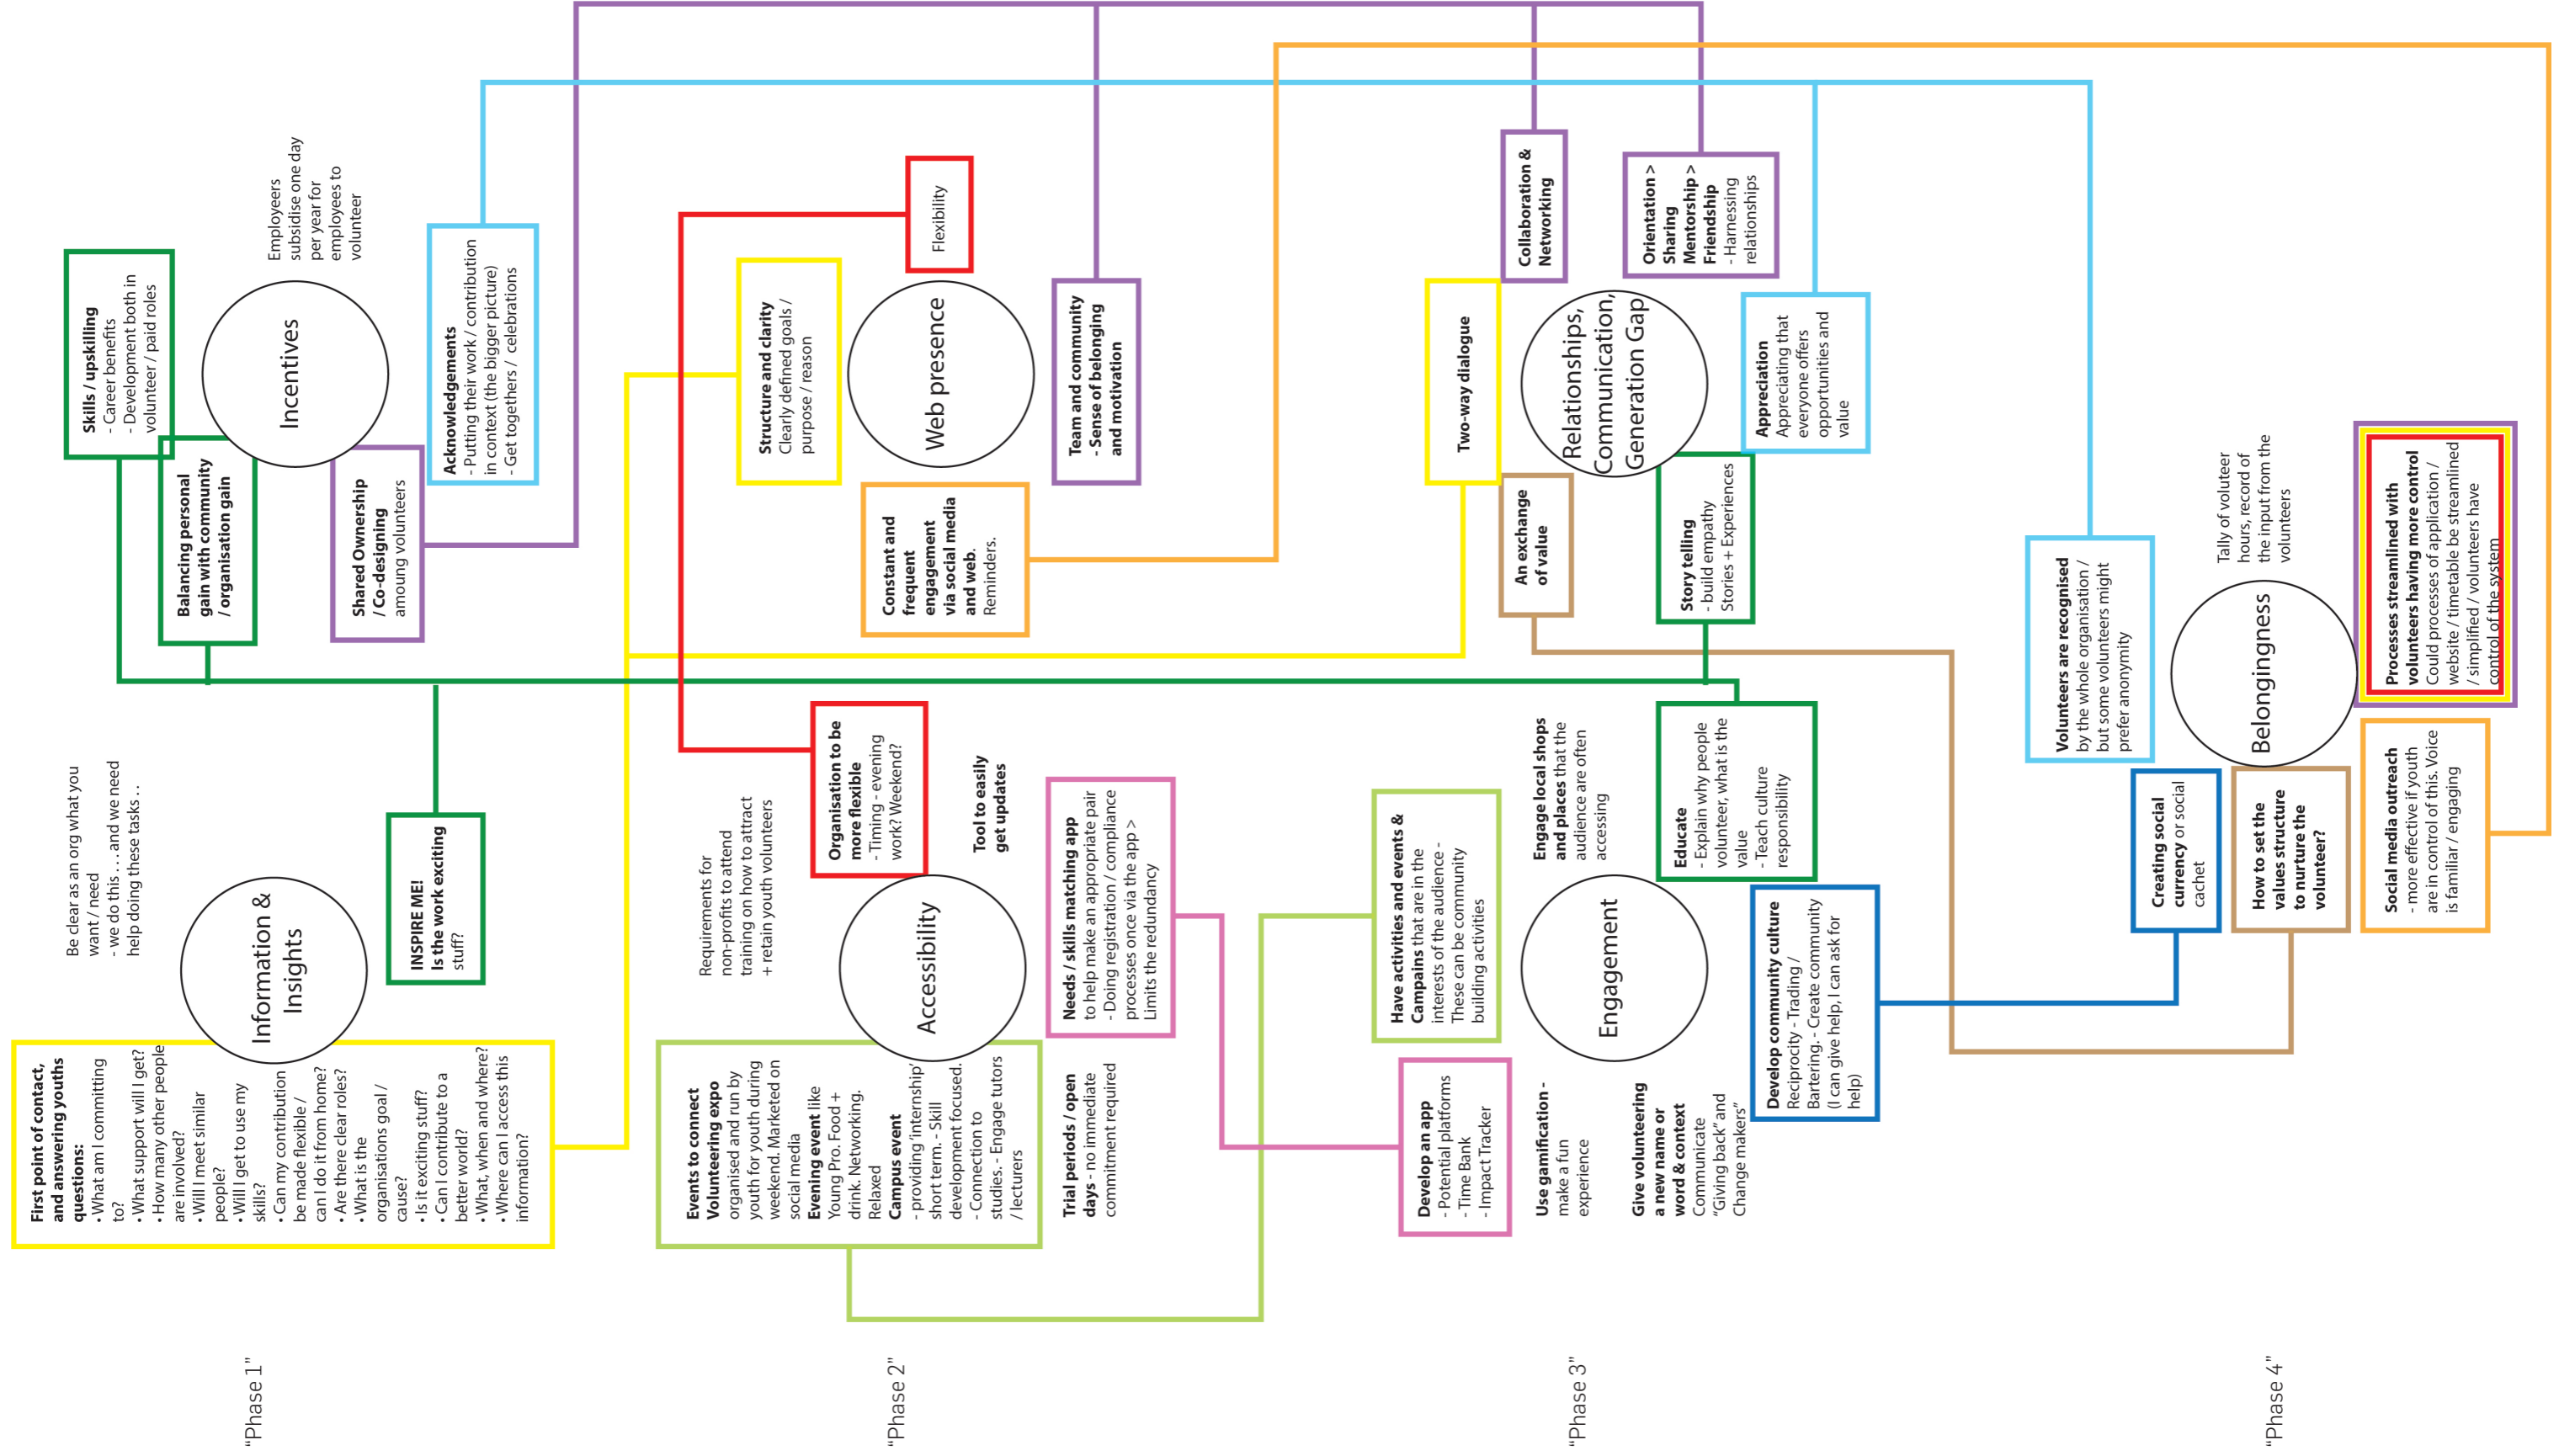 “Phase 1”
First point of contact,
and answering youths
questions:
• What am I committing
to?
• What support will I get?
• How many other people
are involved?
• Will I meet similar
people?
• Will I get to use my
skills?
• Can my contribution
be made flexible /
can I do it from home?
• Are there clear roles?
• What is the
organisations goal /
cause?
• Is it exciting stuff?
• Can I contribute to a
better world?
• What, when and where?
• Where can I access this
information?
Information &
Insights
Be clear as an org what you
want / need
- we do this . . . and we need
help doing these tasks . .
INSPIRE ME!
Is the work exciting
stuff?
Skills / upskilling
- Career benefits
- Development both in
volunteer / paid roles
Balancing personal
gain with community
/ organisation gain
Incentives
Employeers
subsidise one day
per year for
employees to
volunteer
Shared Ownership
/ Co-designing
amoung volunteers
Acknowledgements
- Putting their work / contribution
in context (the bigger picture)
- Get togethers / celebrations
“Phase 2”
Events to connect
Volunteering expo
organised and run by
youth for youth during
weekend. Marketed on
social media
Evening event like
Young Pro. Food +
drink. Networking.
Relaxed
Campus event
- providing ‘internship’
short term. - Skill
development focused.
- Connection to
studies. - Engage tutors
/ lecturers
Trial periods / open
days - no immediate
commitment required
Accessibility
Requirements for
non-profits to attend
training on how to attract
+ retain youth volunteers
Organisation to be
more flexible
- Timing - evening
work? Weekend?
Tool to easily
get updates
Needs / skills matching app
to help make an appropriate pair
- Doing registration / compliance
processes once via the app >
Limits the redundancy
Structure and clarity
Clearly defined goals /
purpose / reason
Flexibility
Web presence
Constant and
frequent
engagement
via social media
and web.
Reminders.
Team and community
- Sense of belonging
and motivation
“Phase 3”
Develop an app
- Potential platforms
- Time Bank
- Impact Tracker
Use gamification -
make a fun
experience
Give volunteering
a new name or
word & context
Communicate
“Giving back” and
Change makers”
Have activities and events &
Campains that are in the
interests of the audience -
These can be community
building activities
Engagement
Engage local shops
and places that the
audience are often
accessing
Educate
- Explain why people
volunteer, what is the
value
- Teach culture
responsibility
Develop community culture
Reciprocity - Trading /
Bartering. - Create community
(I can give help, I can ask for
help)
Two-way dialogue
Collaboration &
Networking
An exchange
of value
Relationships,
Communication,
Generation Gap
Orientation >
Sharing
Mentorship >
Friendship
- Harnessing
relationships
Story telling
- build empathy
Stories + Experiences
Appreciation
Appreciating that
everyone offers
opportunities and
value
“Phase 4”
Volunteers are recognised
by the whole organisation /
but some volunteers might
prefer anonymity
Creating social
currency or social
cachet
How to set the
values structure
to nurture the
volunteer?
Belongingness
Tally of voluteer
hours, record of
the input from the
volunteers
Social media outreach
- more effective if youth
are in control of this. Voice
is familiar / engaging
Processes streamlined with
volunteers having more control
Could processes of application /
website / timetable be streamlined
/ simplified / volunteers have
control of the system